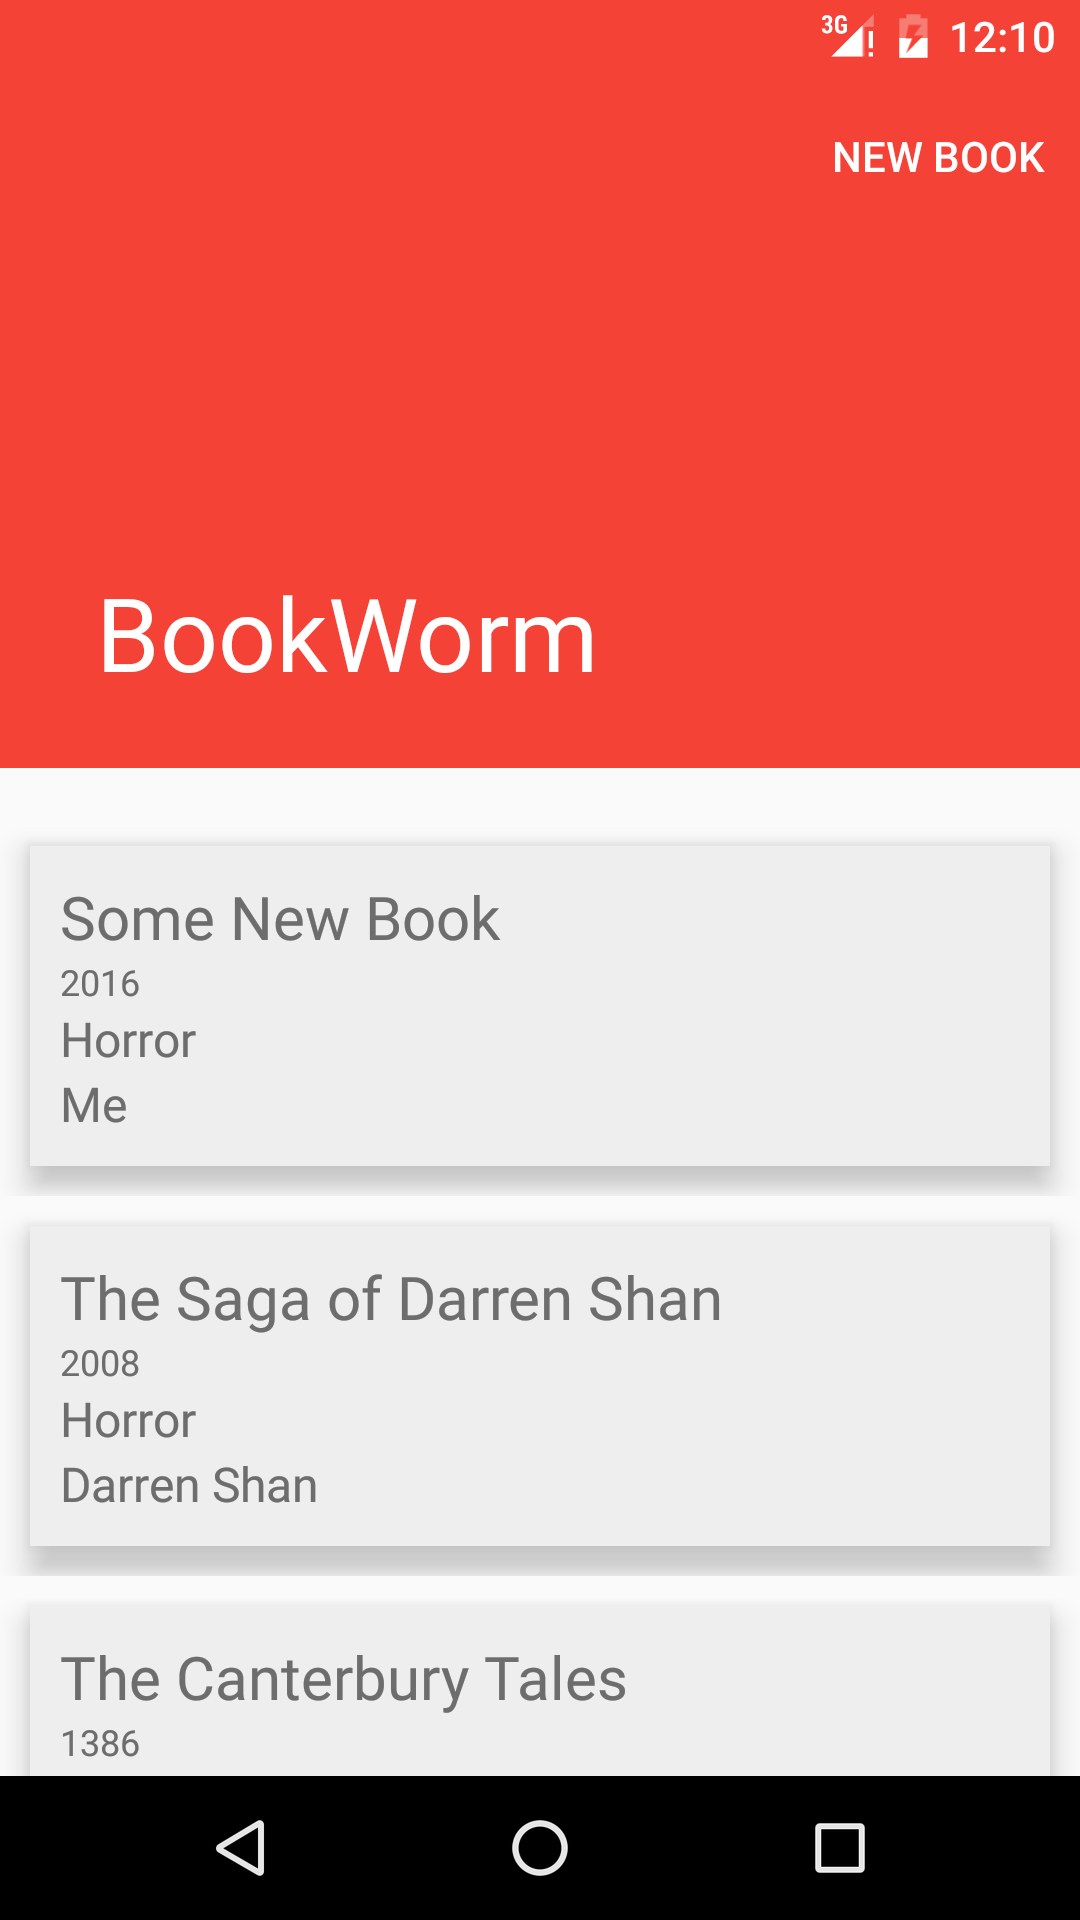 3G 12:10
NEW BOOK
BookWorm
Some New Book
2016
Horror
Me
The Saga of Darren Shan
2008
Horror
Darren Shan
The Canterbury Tales
1386